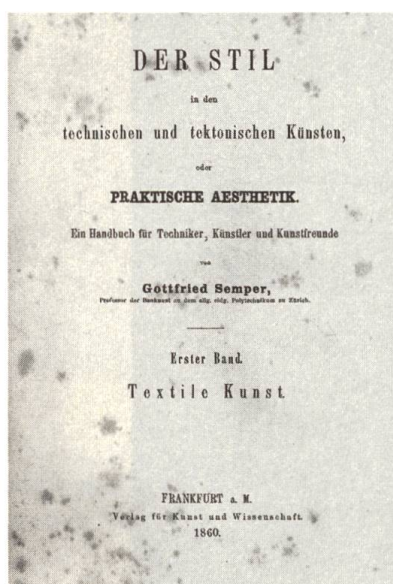 DER STIL
in den
technischen und tektonischen Künsten,
oder
PRAKTISCHE AESTHETIK.
Ein Handbuch für Techniker, Künstler und Kunstfreunde
von
Gottfried Semper,
Professor der Baukunst an dem allg. eidg. Polytechnikum zu Zürich.
Erster Band.
Textile Kunst.
FRANKFURT a. M.
Verlag für Kunst und Wissenschaft.
1860.